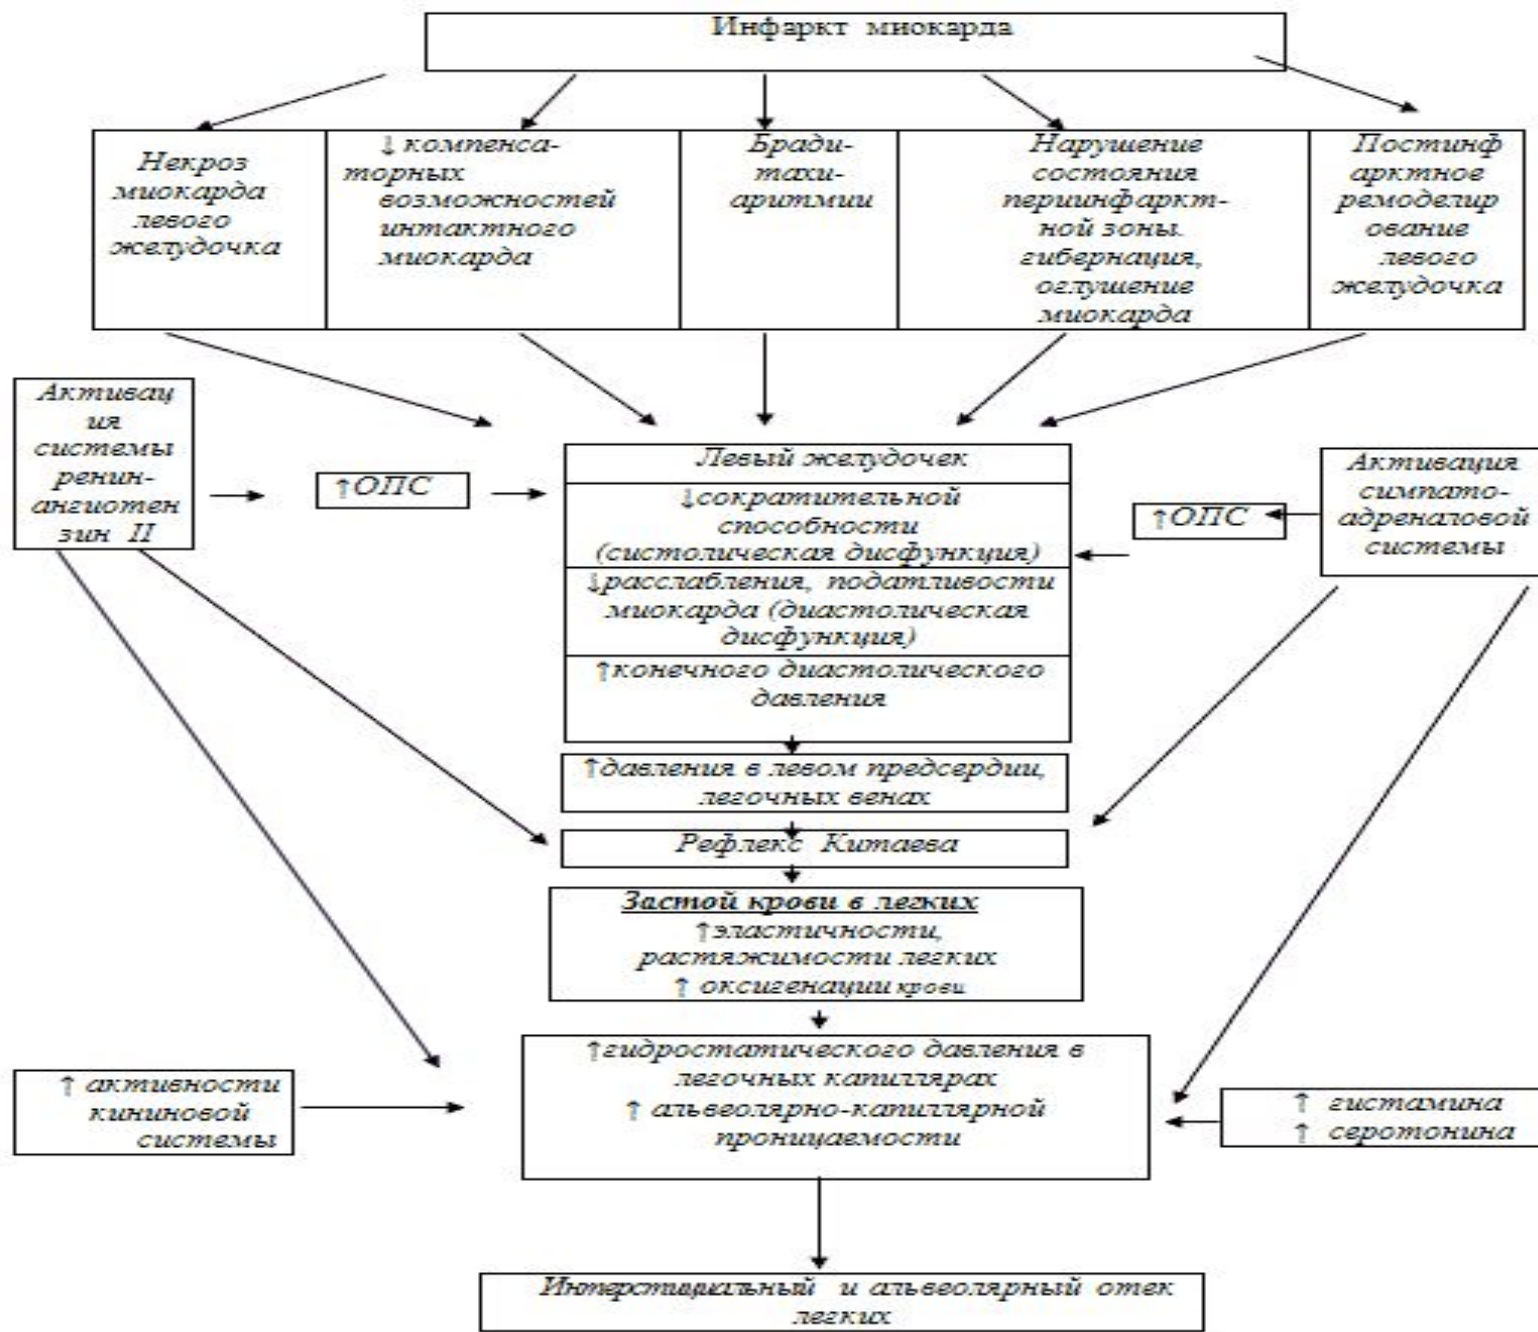 Инфаркт миокарда
Некроз
миокарда
левого
желудочка
↓ компенса-
торных
возможностей
интактного
миокарда
Бради-
тахи-
аритмии
Нарушение
состояния
периинфаркт-
ной зоны.
гибернация,
оглушение
миокарда
Постинф
арктное
ремоделир
ование
левого
желудочка
Активац
ия
системы
ренин-
ангиотен
зин II
↑ОПС
Левый желудочек
↓сократительной
способности
(систолическая дисфункция)
↓расслабления, податливости
миокарда (диастолическая
дисфункция)
↑конечного диастолического
давления
↑ОПС
Активация
симпато-
адреналовой
системы
↑давления в левом предсердии,
легочных венах
Рефлекс Китаева
Застой крови в легких
↑эластичности,
растяжимости легких
↑ оксигенации крови
↑ активности
кининовой
системы
↑гидростатического давления в
легочных капиллярах
↑ альвеолярно-капиллярной
проницаемости
↑ гистамина
↑ серотонина
Интерстициальный и альвеолярный отек
легких